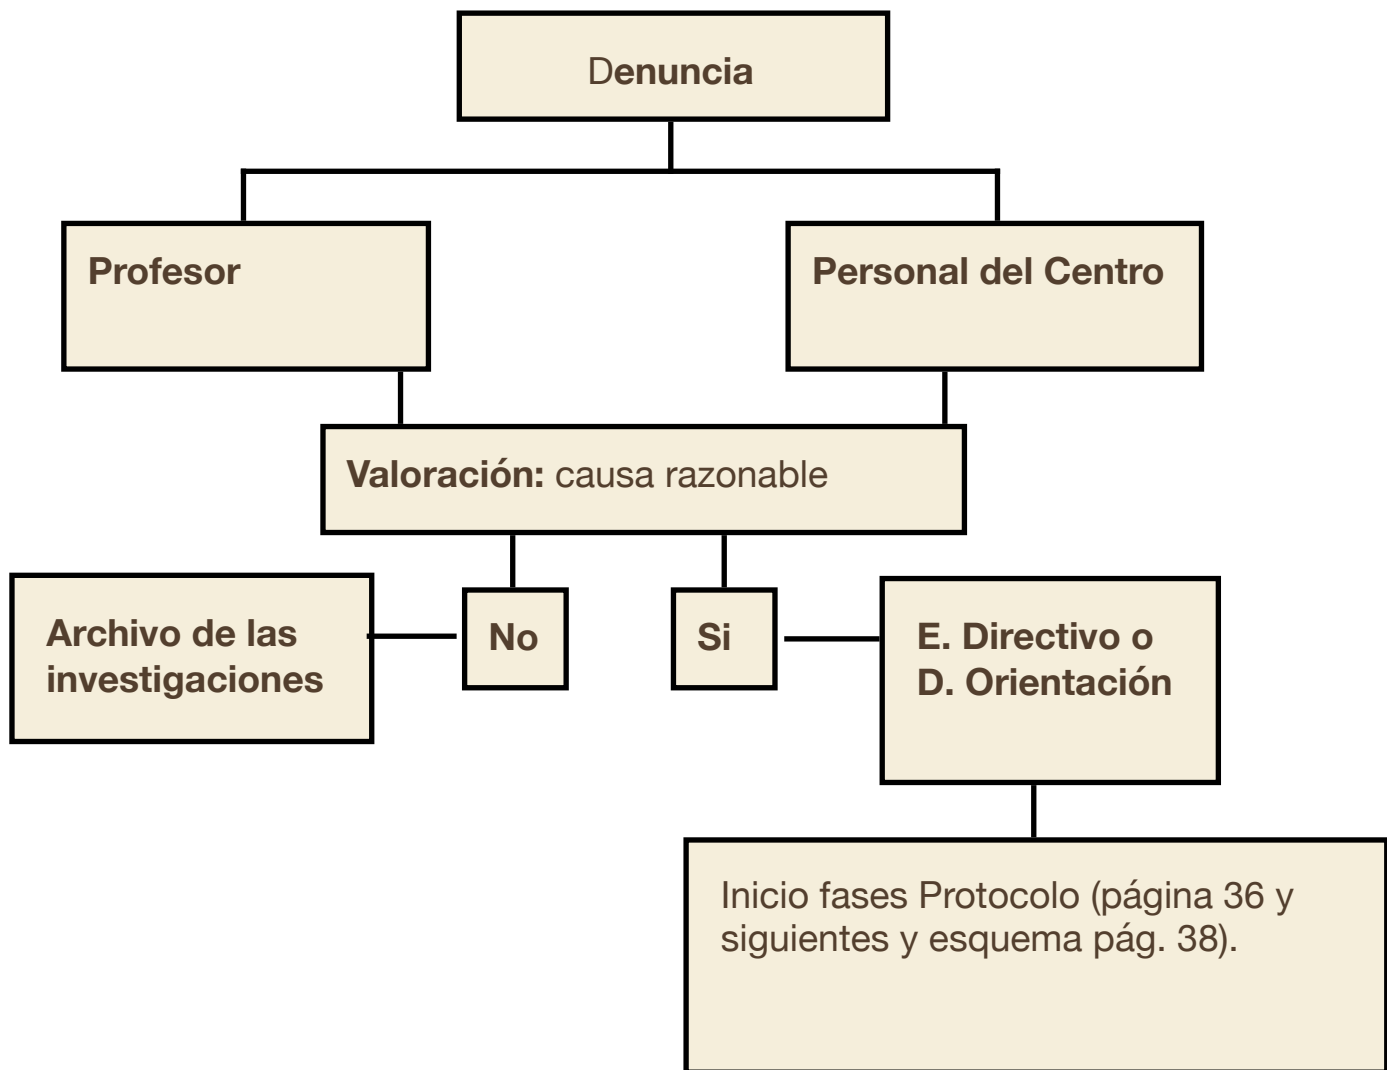 Denuncia
Profesor
Personal del Centro
Valoración: causa razonable
Archivo de las
investigaciones
No
Si
E. Directivo o
D. Orientación
Inicio fases Protocolo (página 36 y
siguientes y esquema pág. 38).